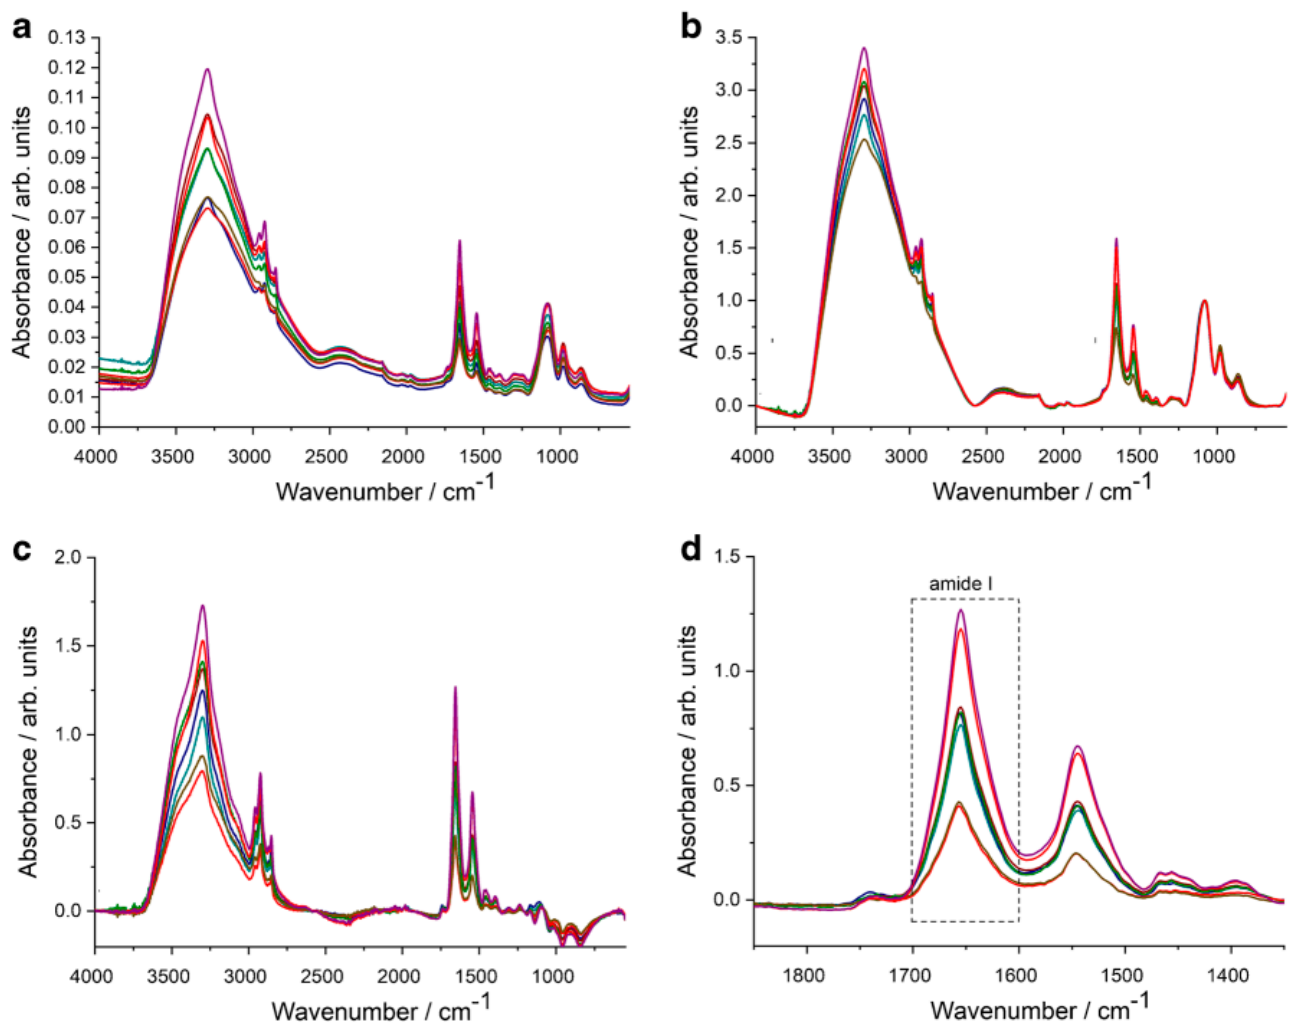 a
0.13
0.12
0.11
0.10
0.09
0.08
0.07
0.06
0.05
0.04
0.03
0.02
0.01
0.00
Absorbance / arb. units
4000 3500 3000 2500 2000 1500 1000
Wavenumber / cm-1
b
3.5
3.0
2.5
2.0
1.5
1.0
0.5
0.0
Absorbance / arb. units
4000 3500 3000 2500 2000 1500 1000
Wavenumber / cm-1
c
2.0
1.5
1.0
0.5
0.0
Absorbance / arb. units
4000 3500 3000 2500 2000 1500 1000
Wavenumber / cm-1
d
1.5
1.0
0.5
0.0
Absorbance / arb. units
amide I
1800 1700 1600 1500 1400
Wavenumber / cm-1